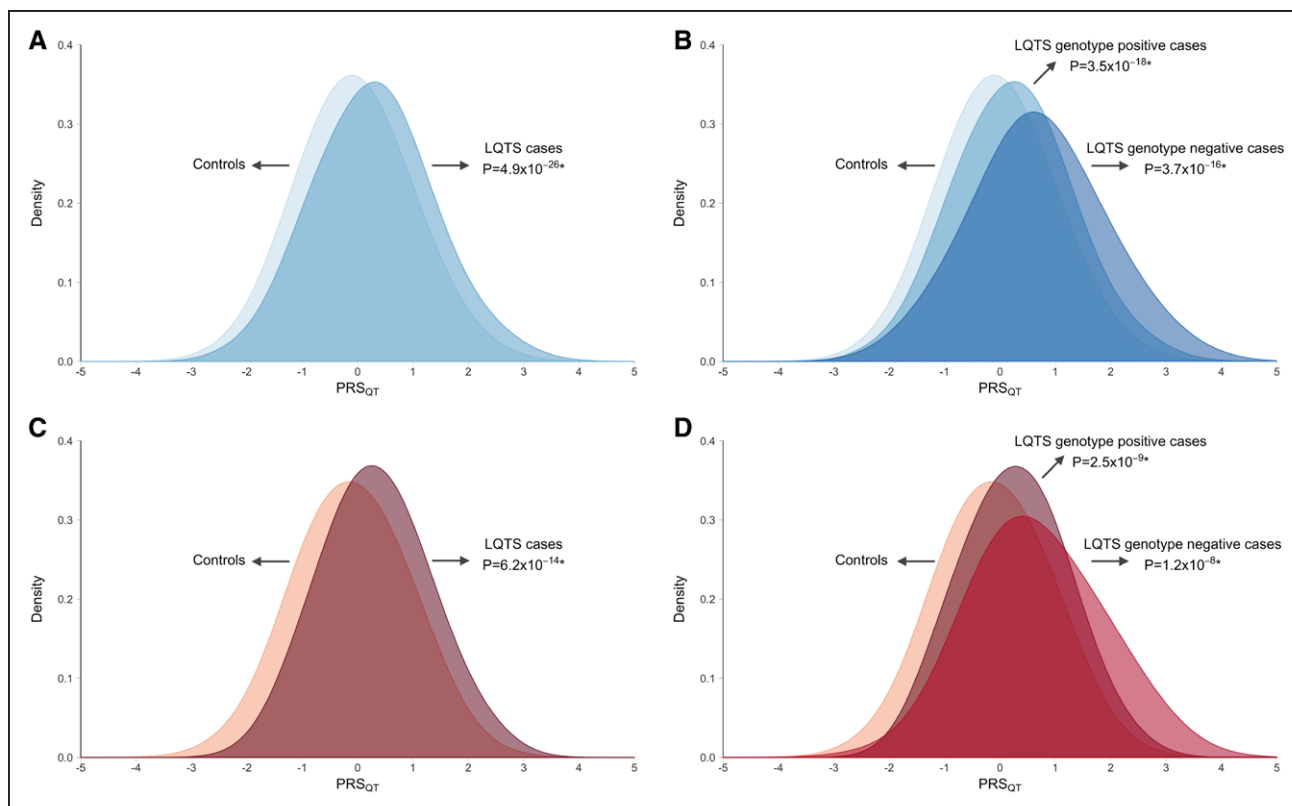 A
0.4
0.3
0.2
0.1
0.0
Density
Controls
LQTS cases
P=4.9x10⁻²⁶*
-5 -4 -3 -2 -1 0 1 2 3 4 5
PRS_QT
B
0.4
0.3
0.2
0.1
0.0
Density
LQTS genotype positive cases
P=3.5x10⁻¹⁸*
Controls
LQTS genotype negative cases
P=3.7x10⁻¹⁶*
-5 -4 -3 -2 -1 0 1 2 3 4 5
PRS_QT
C
0.4
0.3
0.2
0.1
0.0
Density
Controls
LQTS cases
P=6.2x10⁻¹⁴*
-5 -4 -3 -2 -1 0 1 2 3 4 5
PRS_QT
D
0.4
0.3
0.2
0.1
0.0
Density
LQTS genotype positive cases
P=2.5x10⁻⁹*
Controls
LQTS genotype negative cases
P=1.2x10⁻⁸*
-5 -4 -3 -2 -1 0 1 2 3 4 5
PRS_QT